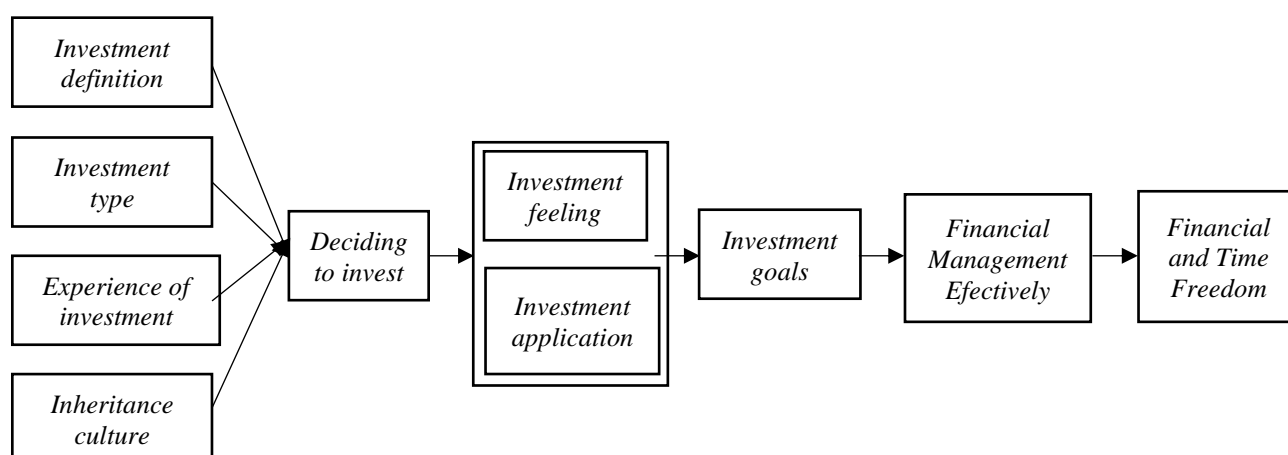 Investment
definition
Investment
type
Experience of
investment
Inheritance
culture
Deciding
to invest
Investment
feeling
Investment
application
Investment
goals
Financial
Management
Efectively
Financial
and Time
Freedom